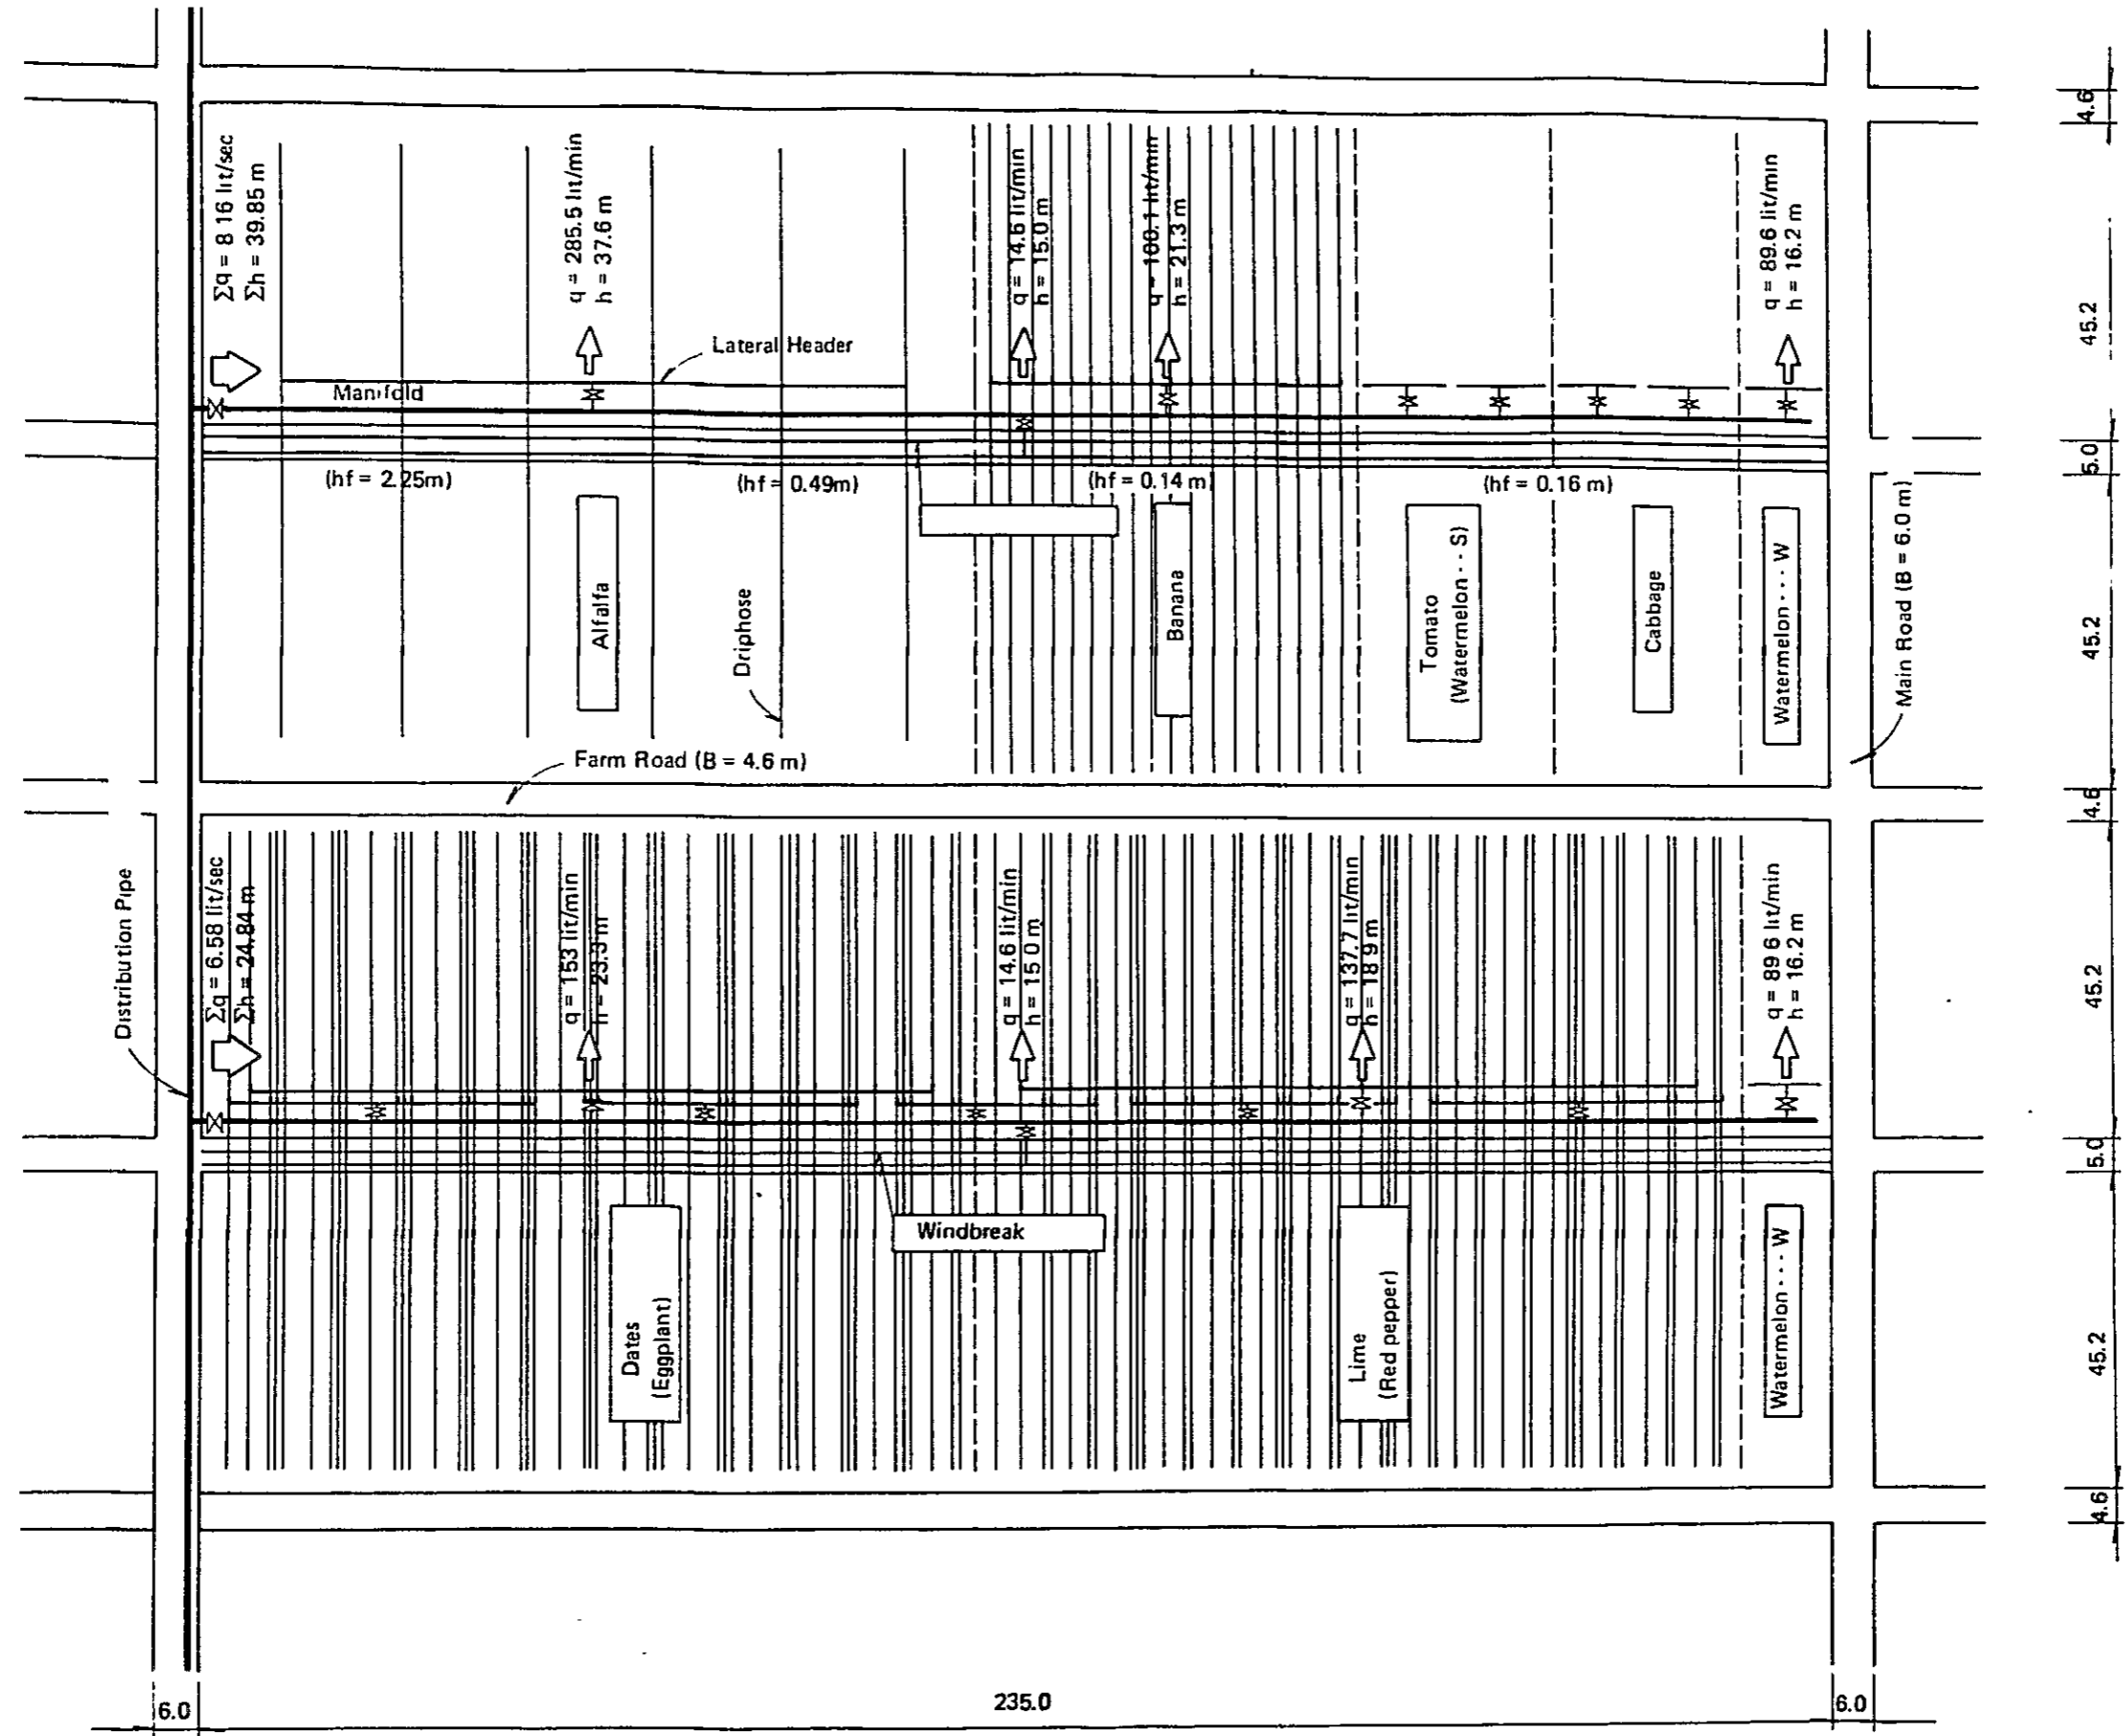 Σq = 8 16 lit/sec
Σh = 39.85 m
q = 285.5 lit/min
h = 37.6 m
q = 14.6 lit/min
h = 15.0 m
q = 100.1 lit/min
h = 21.3 m
q = 89.6 lit/min
h = 16.2 m
Lateral Header
Manifold
(hf = 2.25m)
(hf = 0.49m)
(hf = 0.14 m)
(hf = 0.16 m)
Alfalfa
Driphose
Banana
Tomato
(Watermelon · · S)
Cabbage
Watermelon · · · W
Main Road (B = 6.0 m)
Farm Road (B = 4.6 m)
Distribution Pipe
Σq = 6.58 lit/sec
Σh = 24.84 m
q = 153 lit/min
h = 23.3 m
q = 14.6 lit/min
h = 15 0 m
q = 137.7 lit/min
h = 18 9 m
q = 89 6 lit/min
h = 16.2 m
Windbreak
Dates
(Eggplant)
Lime
(Red pepper)
Watermelon · · · W
4.6
45.2
5.0
45.2
4.6
45.2
5.0
45.2
4.6
6.0
235.0
6.0